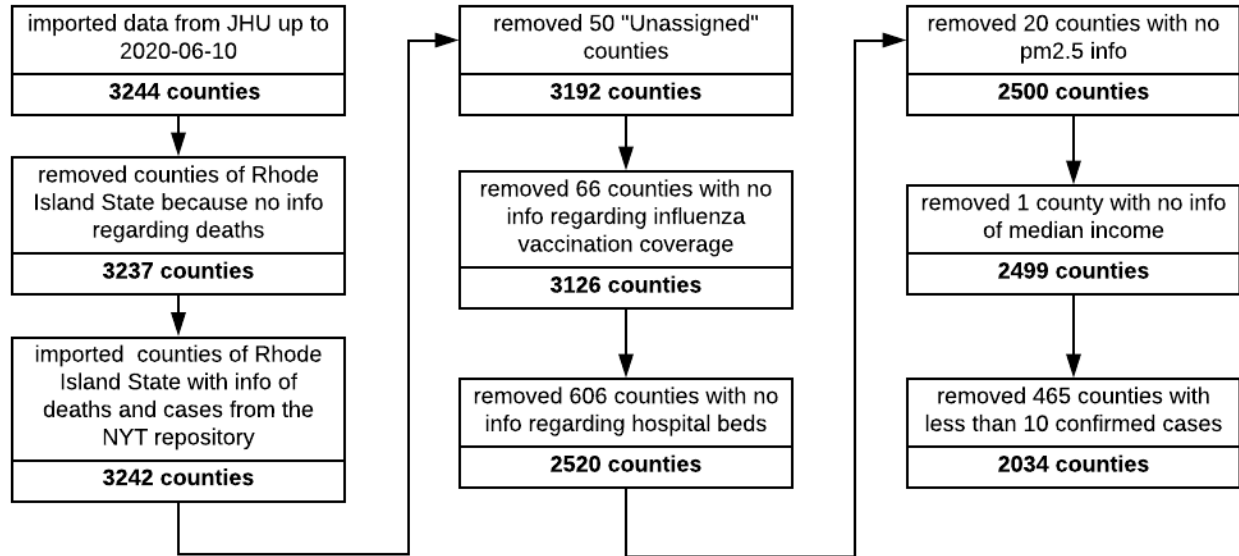 imported data from JHU up to
2020-06-10
3244 counties
removed counties of Rhode
Island State because no info
regarding deaths
3237 counties
imported counties of Rhode
Island State with info of
deaths and cases from the
NYT repository
3242 counties
removed 50 "Unassigned"
counties
3192 counties
removed 66 counties with no
info regarding influenza
vaccination coverage
3126 counties
removed 606 counties with no
info regarding hospital beds
2520 counties
removed 20 counties with no
pm2.5 info
2500 counties
removed 1 county with no info
of median income
2499 counties
removed 465 counties with
less than 10 confirmed cases
2034 counties